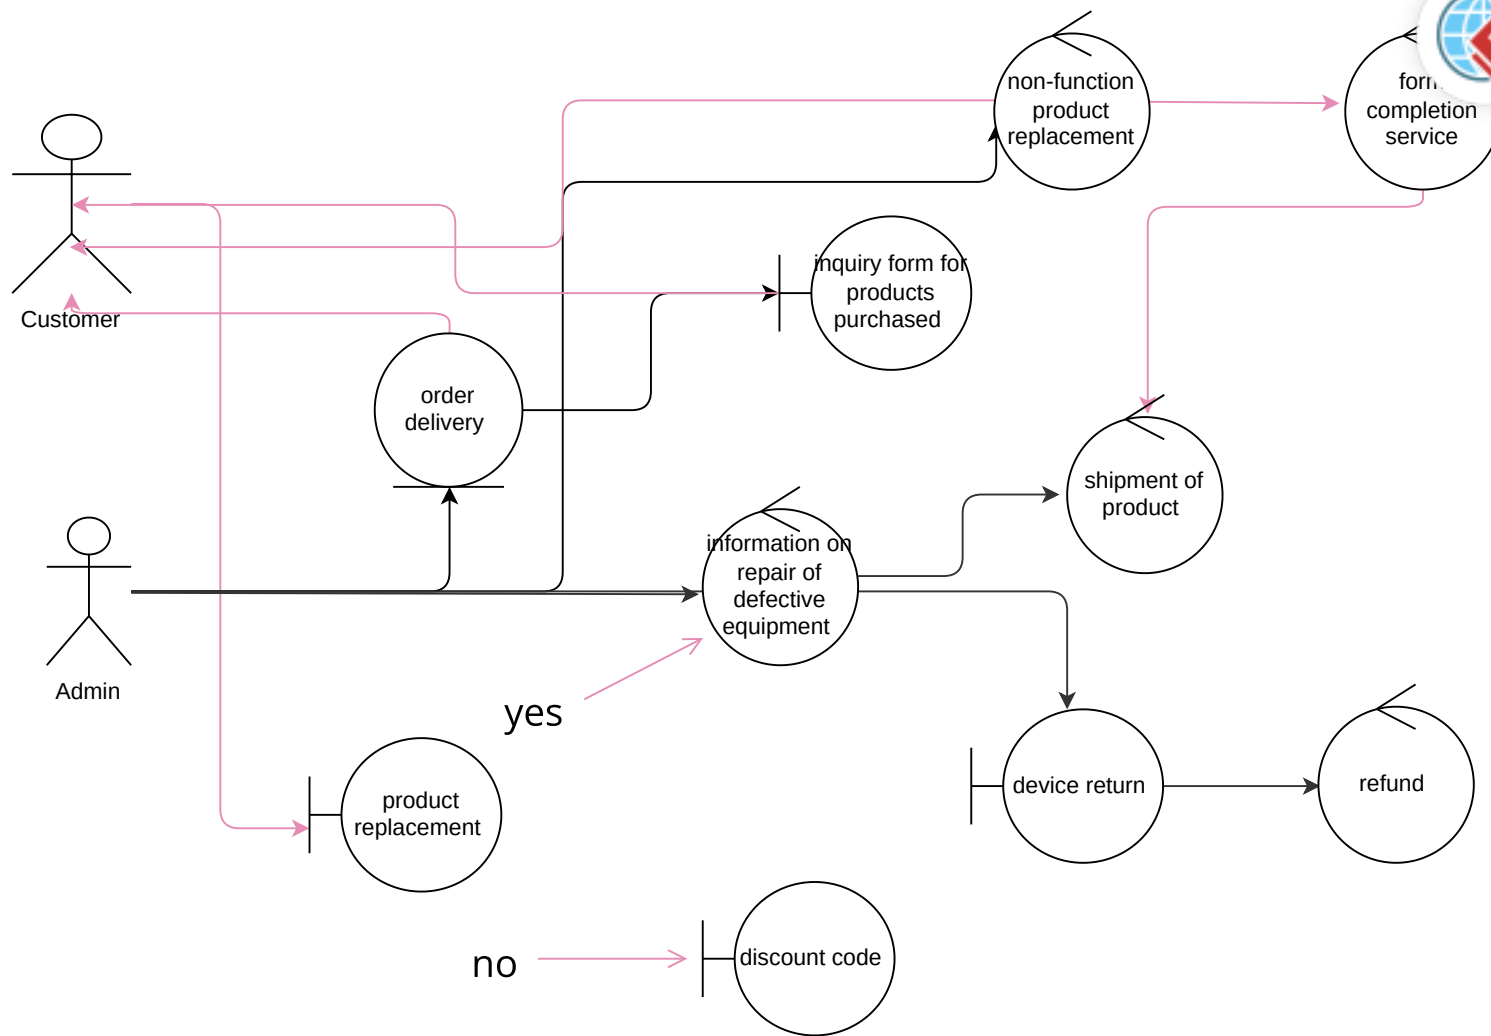 non-function
product
replacement
completion
service
Customer
inquiry form for
products
purchased
order
delivery
shipment of
product
information on
repair of
defective
equipment
Admin
yes
device return
refund
product
replacement
no
discount code